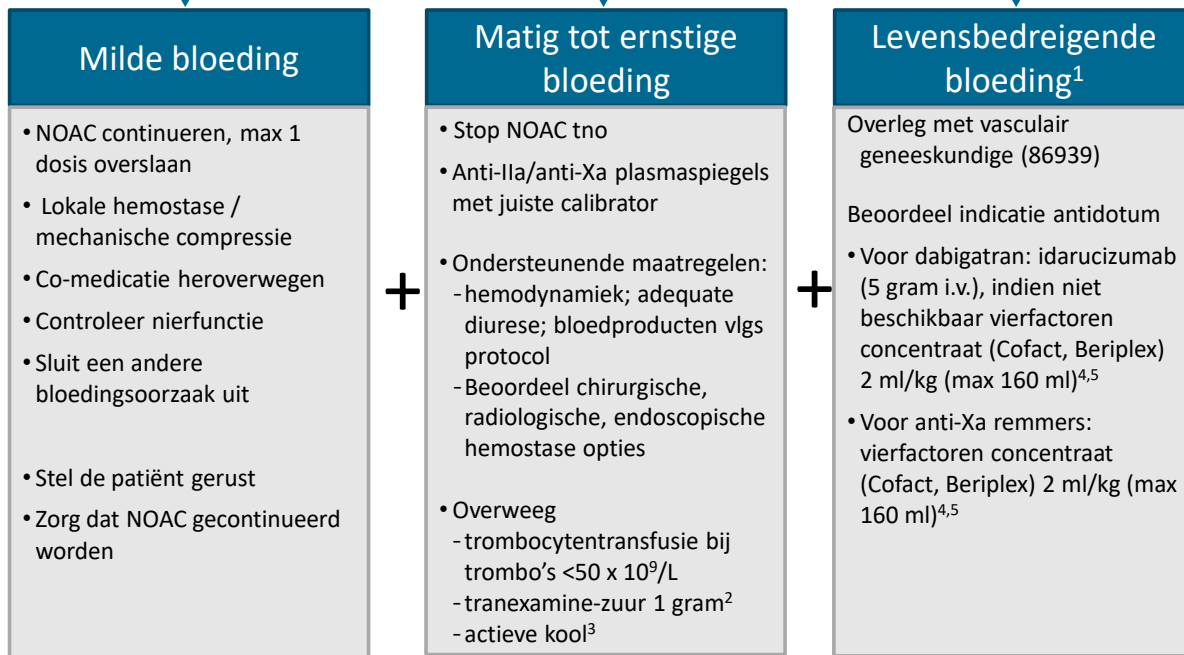 Milde bloeding
• NOAC continueren, max 1
dosis overslaan
• Lokale hemostase /
mechanische compressie
• Co-medicatie heroverwegen
• Controleer nierfunctie
• Sluit een andere
bloedingsoorzaak uit
• Stel de patiënt gerust
• Zorg dat NOAC gecontinueerd
worden
+
Matig tot ernstige
bloeding
• Stop NOAC tno
• Anti-IIa/anti-Xa plasmaspiegels
met juiste calibrator
• Ondersteunende maatregelen:
-hemodynamiek; adequate
diurese; bloedproducten vlgs
protocol
-Beoordeel chirurgische,
radiologische, endoscopische
hemostase opties
• Overweeg
-trombocytentransfusie bij
trombo's <50 x 10⁹/L
-tranexamine-zuur 1 gram²
-actieve kool³
+
Levensbedreigende
bloeding¹
Overleg met vasculair
geneeskundige (86939)
Beoordeel indicatie antidotum
• Voor dabigatran: idarucizumab
(5 gram i.v.), indien niet
beschikbaar vierfactoren
concentraat (Cofact, Beriplex)
2 ml/kg (max 160 ml)⁴,⁵
• Voor anti-Xa remmers:
vierfactoren concentraat
(Cofact, Beriplex) 2 ml/kg (max
160 ml)⁴,⁵